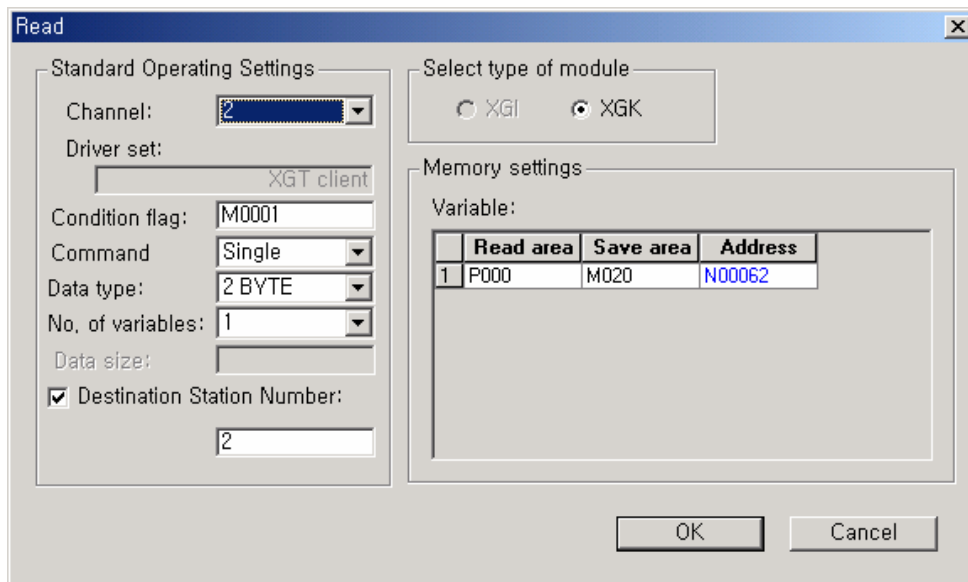 Read
Standard Operating Settings
Channel: 2
Driver set:
XGT client
Condition flag: M0001
Command Single
Data type: 2 BYTE
No, of variables: 1
Data size:
Destination Station Number:
2
Select type of module
XGI XGK
Memory settings
Variable:
Read area Save area Address
1 P000 M020 N00062
OK Cancel